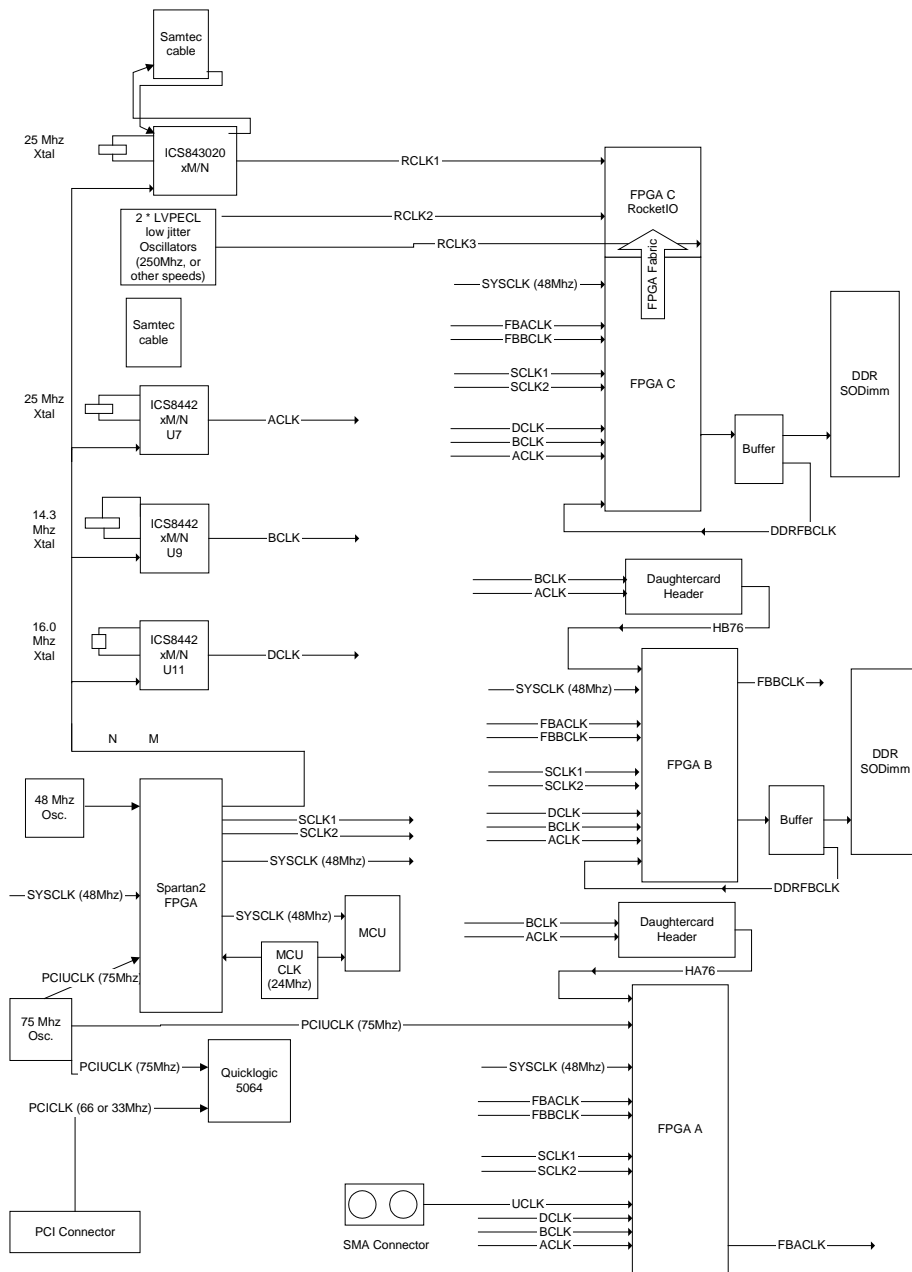 Samtec
cable
25 Mhz
Xtal
ICS843020
xM/N
RCLK1
FPGA C
RocketIO
2 * LVPECL
low jitter
Oscillators
(250Mhz, or
other speeds)
RCLK2
RCLK3
FPGA Fabric
SYSCLK (48Mhz)
Samtec
cable
FBACLK
FBBCLK
SCLK1
SCLK2
FPGA C
DDR
SODimm
25 Mhz
Xtal
ICS8442
xM/N
U7
ACLK
DCLK
BCLK
ACLK
Buffer
DDRFBCLK
14.3
Mhz
Xtal
ICS8442
xM/N
U9
BCLK
BCLK
ACLK
Daughtercard
Header
HB76
16.0
Mhz
Xtal
ICS8442
xM/N
U11
DCLK
SYSCLK (48Mhz)
FBBCLK
FBACLK
FBBCLK
N M
FPGA B
DDR
SODimm
SCLK1
SCLK2
48 Mhz
Osc.
DCLK
BCLK
ACLK
Buffer
SCLK1
SCLK2
SYSCLK (48Mhz)
DDRFBCLK
SYSCLK (48Mhz)
Spartan2
FPGA
SYSCLK (48Mhz)
MCU
BCLK
ACLK
Daughtercard
Header
MCU
CLK
(24Mhz)
HA76
PCIUCLK (75Mhz)
75 Mhz
Osc.
PCIUCLK (75Mhz)
PCIUCLK (75Mhz)
Quicklogic
5064
SYSCLK (48Mhz)
PCICLK (66 or 33Mhz)
FBACLK
FBBCLK
FPGA A
SCLK1
SCLK2
PCI Connector
SMA Connector
UCLK
DCLK
BCLK
ACLK
FBACLK